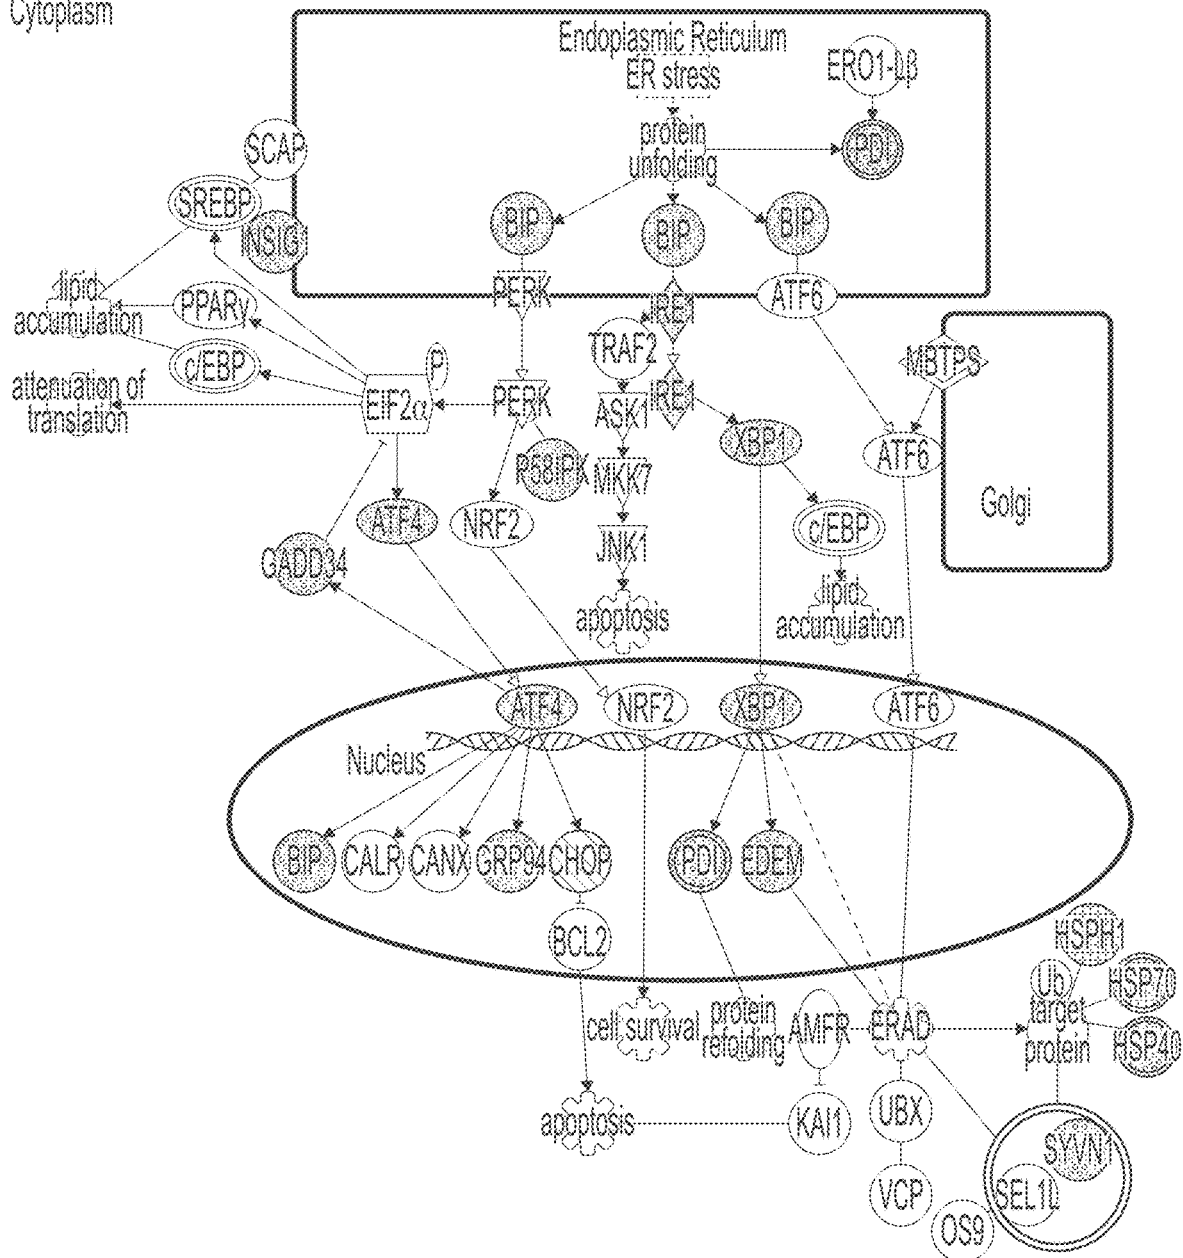 Cytoplasm
Endoplasmic Reticulum
ER stress
ERO1-Lβ
protein
unfolding
PDI
SCAP
SREBP
INSIG1
BIP
BIP
BIP
lipid
accumulation
PPARγ
PERK
IRE1
ATF6
TRAF2
MBTPS
c/EBP
P
attenuation of
translation
EIF2α
PERK
ASK1
IRE1
XBP1
ATF6
P58IPK
MKK7
Golgi
ATF4
NRF2
c/EBP
JNK1
GADD34
apoptosis
lipid
accumulation
ATF4
NRF2
XBP1
ATF6
Nucleus
BIP
CALR
CANX
GRP94
CHOP
PDI
EDEM
BCL2
HSPH1
Ub
HSP70
cell survival
protein
refolding
AMFR
ERAD
target
protein
HSP40
apoptosis
KAI1
UBX
SYVN1
VCP
SEL1L
OS9